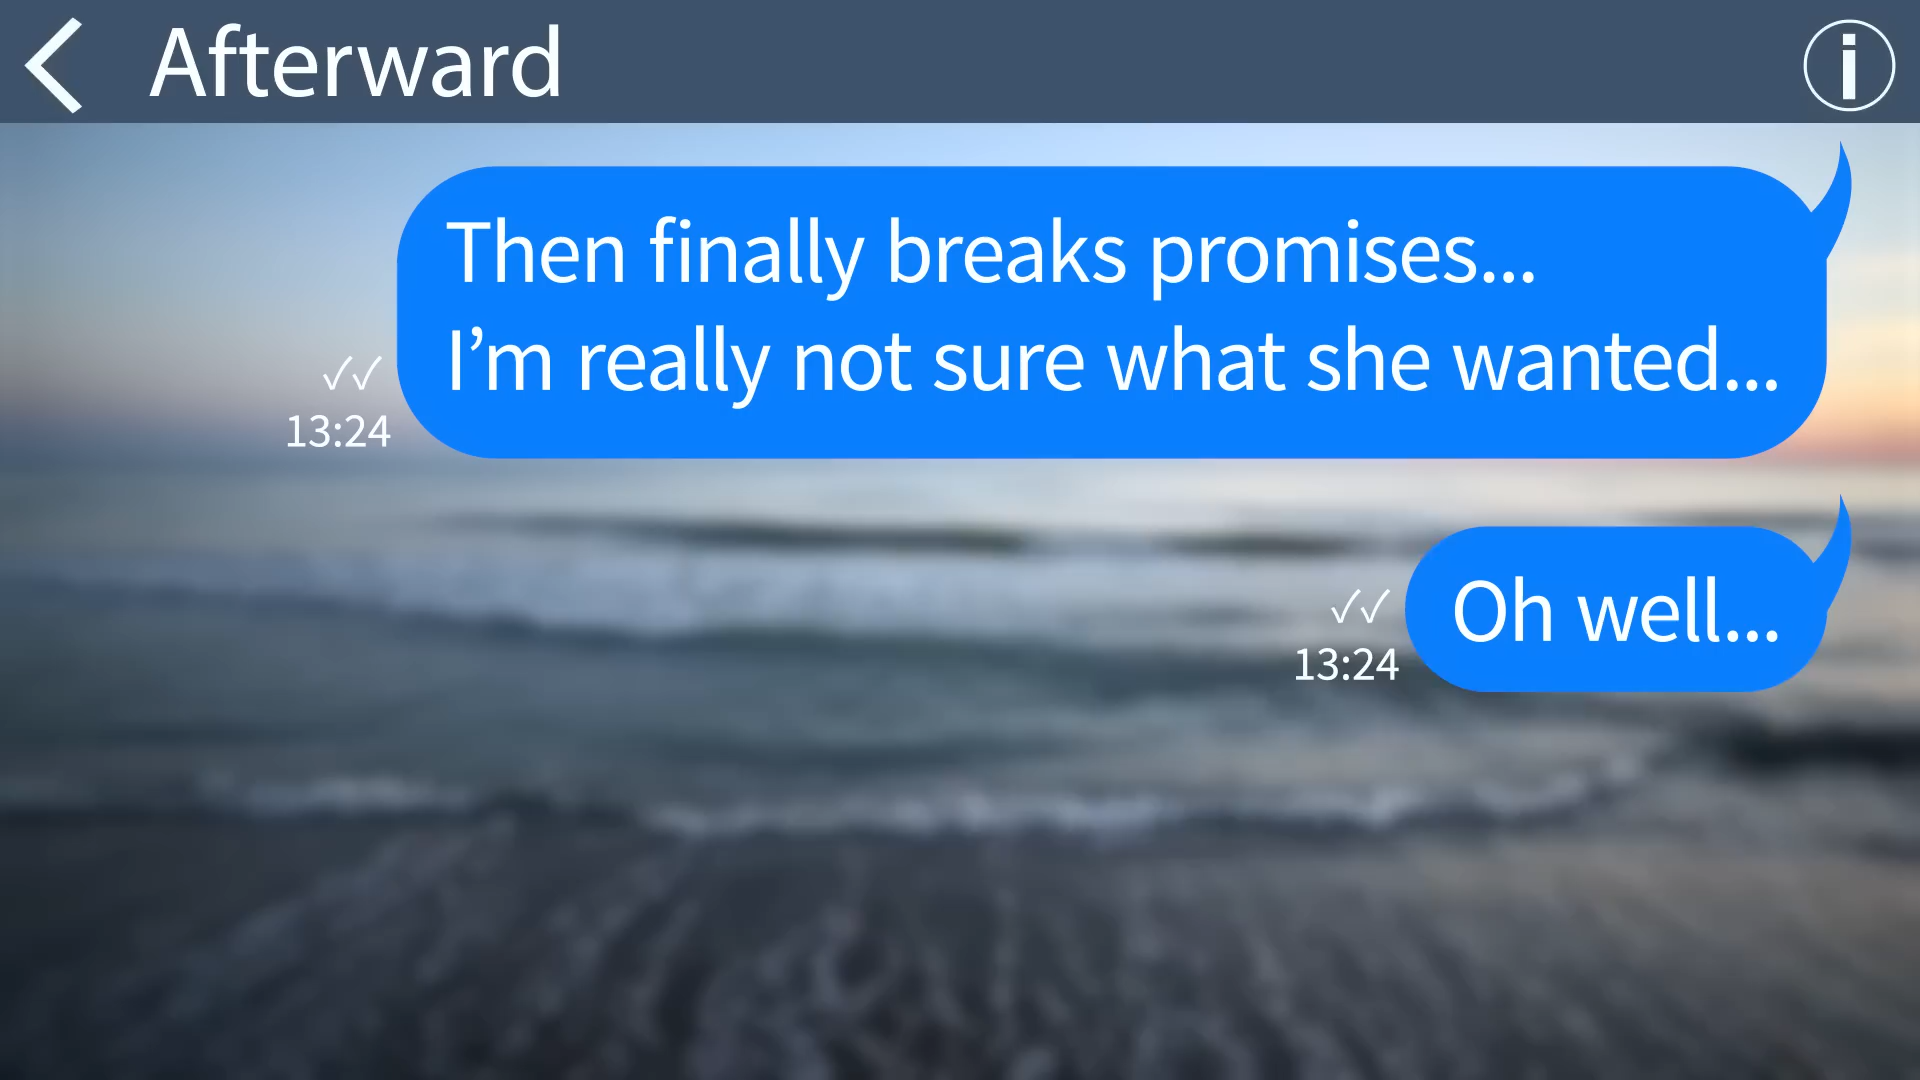 Afterward
Then finally breaks promises...
I’m really not sure what she wanted...
✓✓
13:24
Oh well...
✓✓
13:24